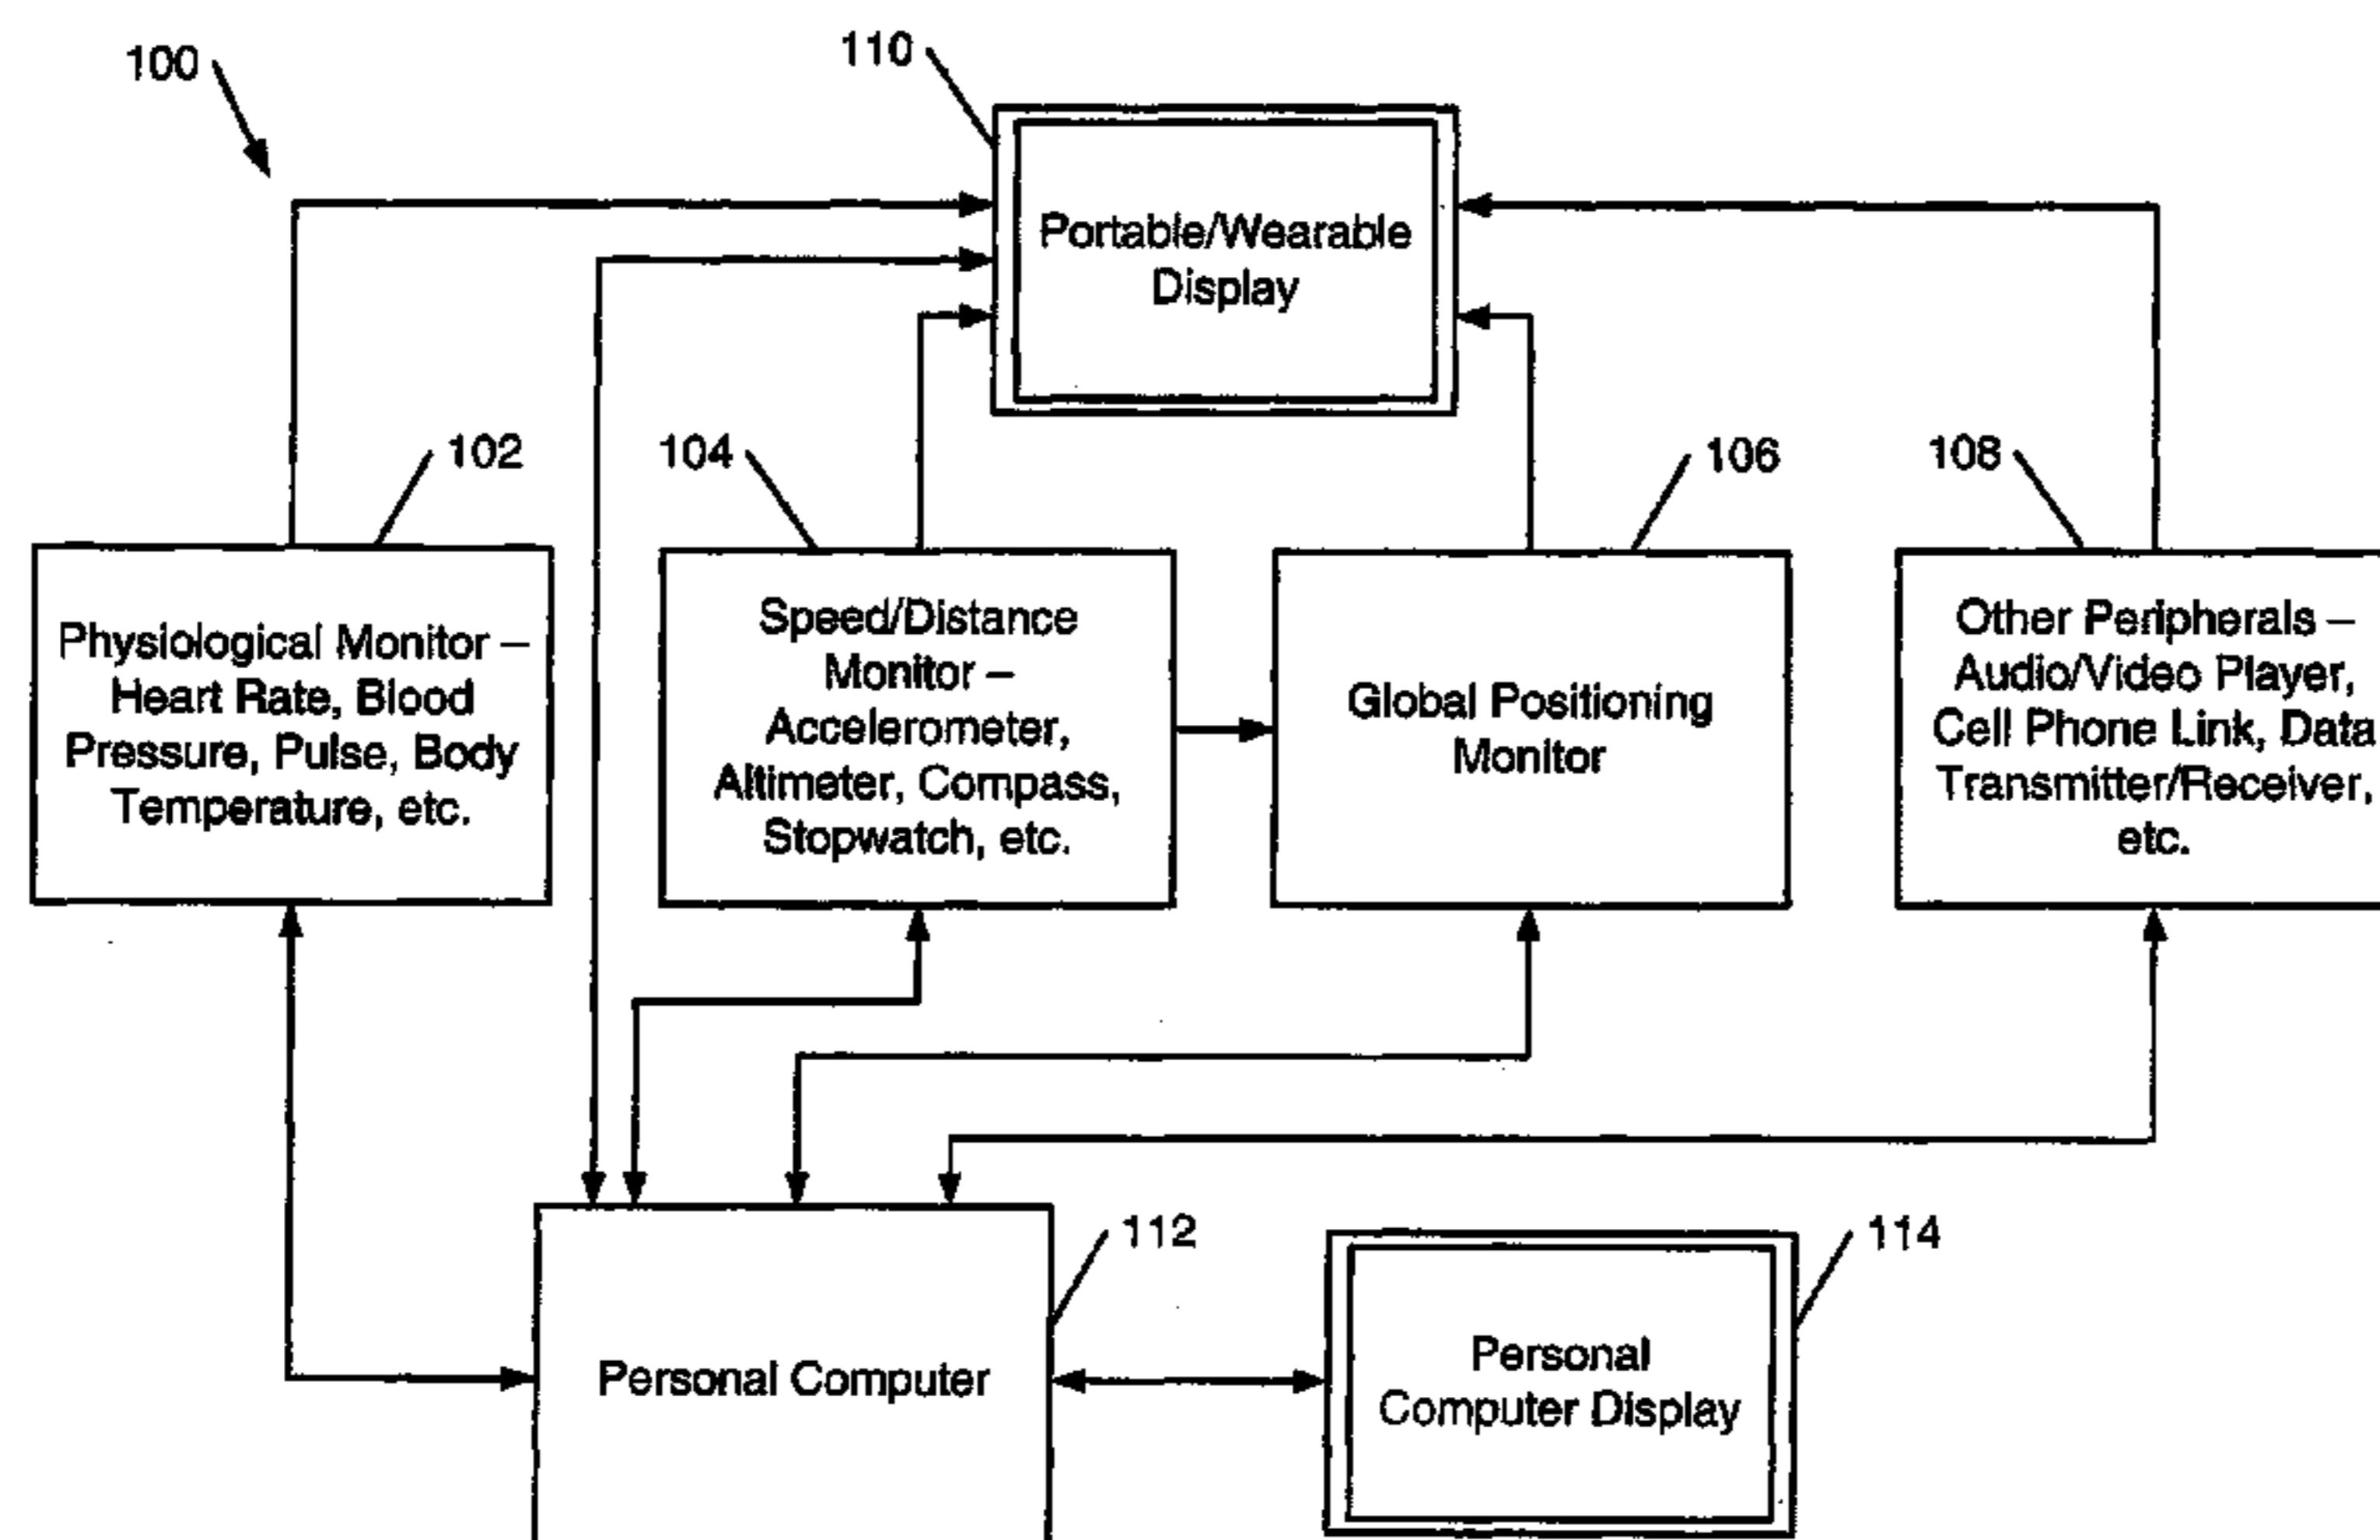 100
110
Portable/Wearable
Display
102
104
106
108
Physiological Monitor –
Heart Rate, Blood
Pressure, Pulse, Body
Temperature, etc.
Speed/Distance
Monitor –
Accelerometer,
Altimeter, Compass,
Stopwatch, etc.
Global Positioning
Monitor
Other Peripherals –
Audio/Video Player,
Cell Phone Link, Data
Transmitter/Receiver,
etc.
112
114
Personal Computer
Personal
Computer Display